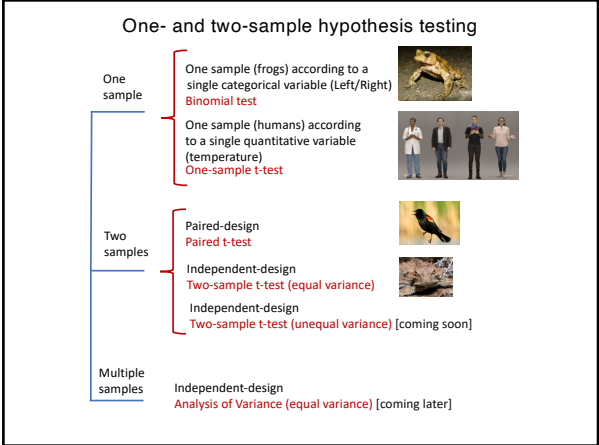 One- and two-sample hypothesis testing
One
sample
One sample (frogs) according to a
single categorical variable (Left/Right)
Binomial test
One sample (humans) according
to a single quantitative variable
(temperature)
One-sample t-test
Two
samples
Paired-design
Paired t-test
Independent-design
Two-sample t-test (equal variance)
Independent-design
Two-sample t-test (unequal variance) [coming soon]
Multiple
samples
Independent-design
Analysis of Variance (equal variance) [coming later]